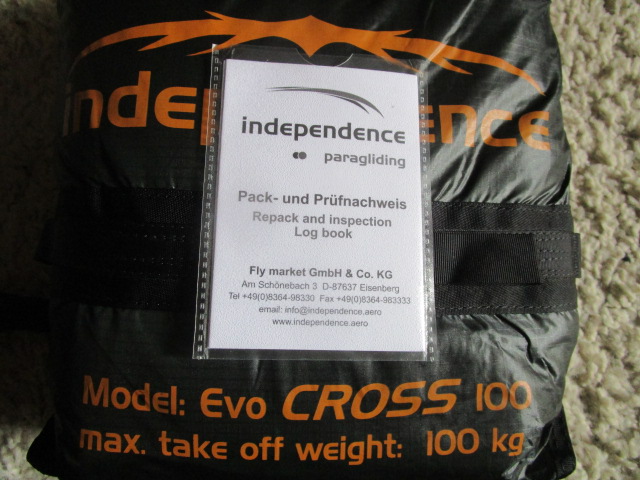 independence
independence
paragliding
Pack- und Prüfnachweis
Repack and inspection
Log book
Fly market GmbH & Co. KG
Am Schönebach 3 D-87637 Eisenberg
Tel +49(0)8364-98330 Fax +49(0)8364-983333
email: info@independence.aero
www.independence.aero
Model: Evo CROSS 100
max. take off weight: 100 kg